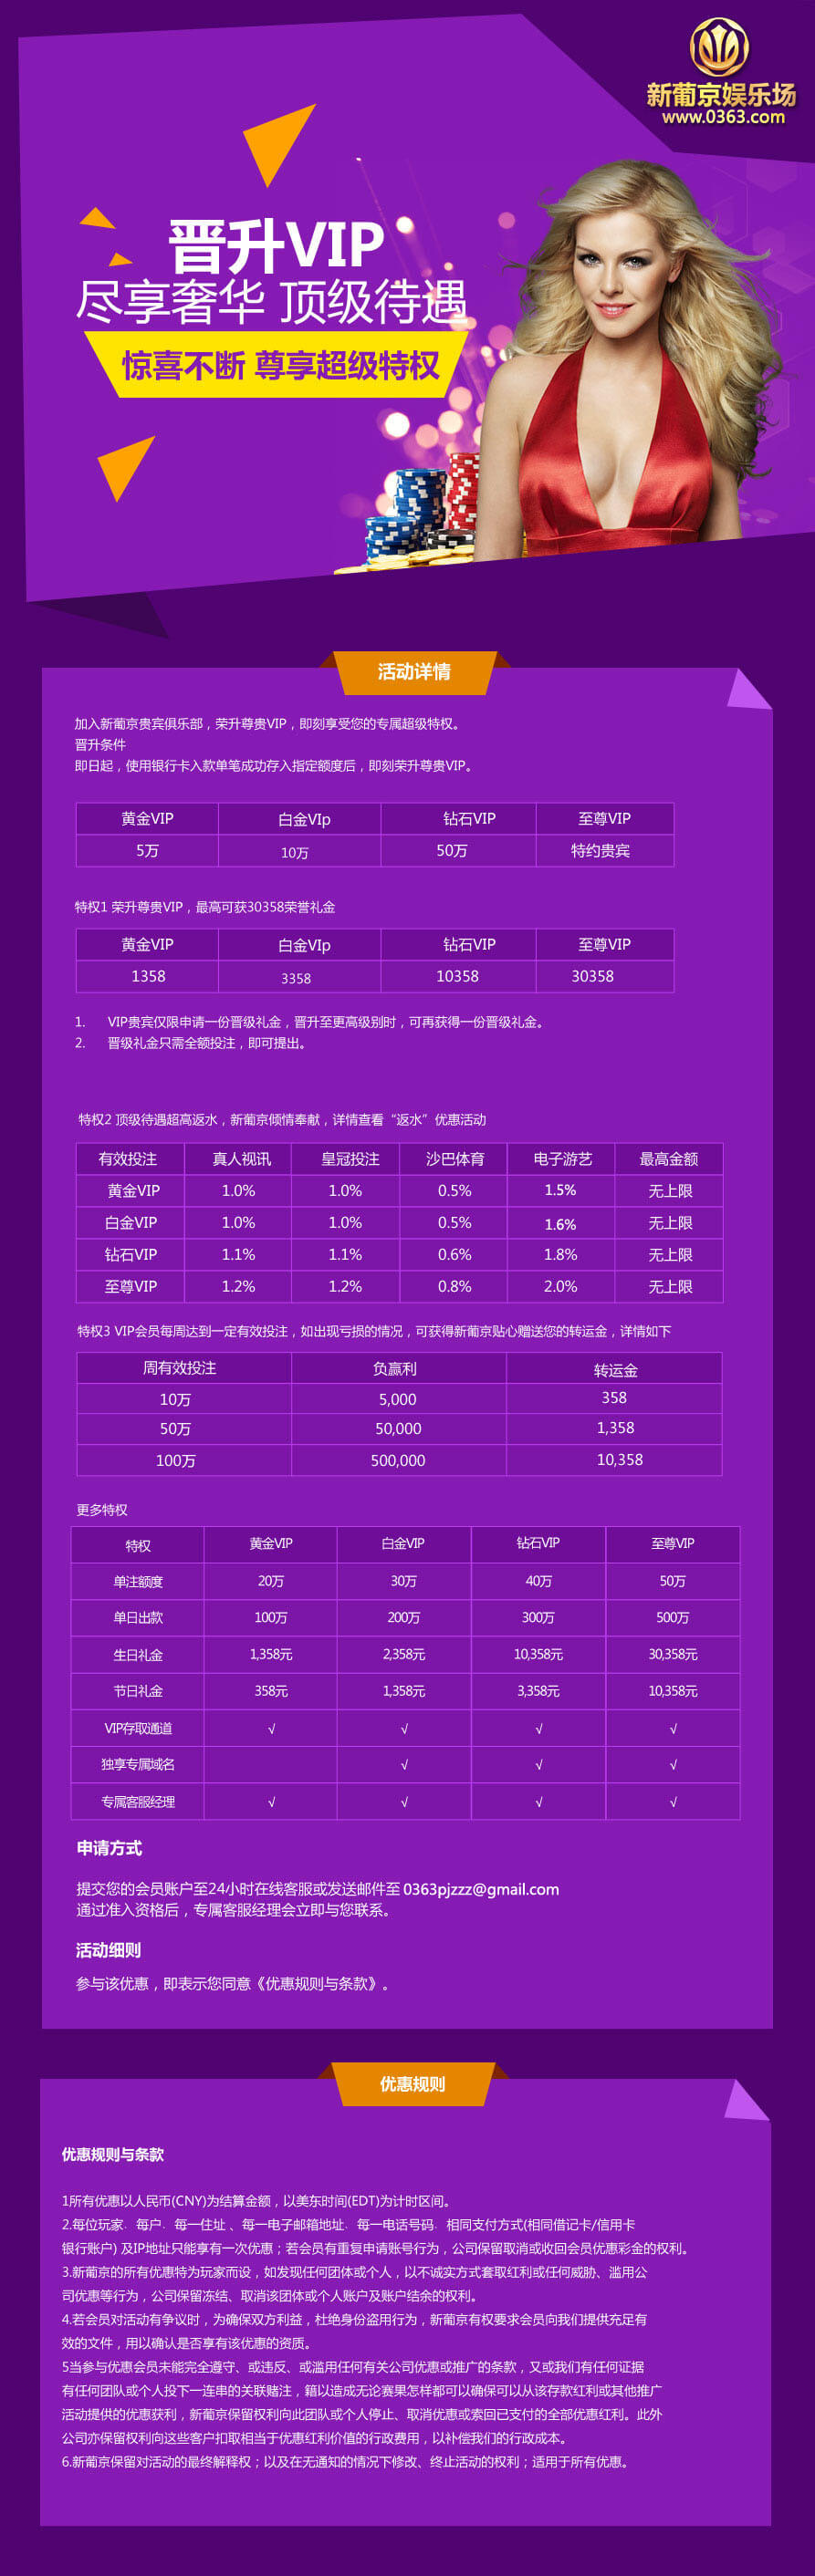 新葡京娱乐场
www.0363.com
晋升VIP
尽享奢华 顶级待遇
惊喜不断 尊享超级特权
活动详情
加入新葡京贵宾俱乐部，荣升尊贵VIP，即刻享受您的专属超级特权。
晋升条件
即日起，使用银行卡入款单笔成功存入指定额度后，即刻荣升尊贵VIP。
黄金VIP 白金VIp 钻石VIP 至尊VIP
5万 10万 50万 特约贵宾
特权1 荣升尊贵VIP，最高可获30358荣誉礼金
黄金VIP 白金VIp 钻石VIP 至尊VIP
1358 3358 10358 30358
1. VIP贵宾仅限申请一份晋级礼金，晋升至更高级别时，可再获得一份晋级礼金。
2. 晋级礼金只需全额投注，即可提出。
特权2 顶级待遇超高返水，新葡京倾情奉献，详情查看“返水”优惠活动
有效投注 真人视讯 皇冠投注 沙巴体育 电子游艺 最高金额
黄金VIP 1.0% 1.0% 0.5% 1.5% 无上限
白金VIP 1.0% 1.0% 0.5% 1.6% 无上限
钻石VIP 1.1% 1.1% 0.6% 1.8% 无上限
至尊VIP 1.2% 1.2% 0.8% 2.0% 无上限
特权3 VIP会员每周达到一定有效投注，如出现亏损的情况，可获得新葡京贴心赠送您的转运金，详情如下
周有效投注 负赢利 转运金
10万 5,000 358
50万 50,000 1,358
100万 500,000 10,358
更多特权
特权 黄金VIP 白金VIP 钻石VIP 至尊VIP
单注额度 20万 30万 40万 50万
单日出款 100万 200万 300万 500万
生日礼金 1,358元 2,358元 10,358元 30,358元
节日礼金 358元 1,358元 3,358元 10,358元
VIP存取通道 √ √ √ √
独享专属域名 √ √ √
专属客服经理 √ √ √ √
申请方式
提交您的会员账户至24小时在线客服或发送邮件至 0363pjzzz@gmail.com
通过准入资格后，专属客服经理会立即与您联系。
活动细则
参与该优惠，即表示您同意《优惠规则与条款》。
优惠规则
优惠规则与条款
1所有优惠以人民币(CNY)为结算金额，以美东时间(EDT)为计时区间。
2.每位玩家、每户、每一住址 、每一电子邮箱地址、每一电话号码、相同支付方式(相同借记卡/信用卡
银行账户) 及IP地址只能享有一次优惠；若会员有重复申请账号行为，公司保留取消或收回会员优惠彩金的权利。
3.新葡京的所有优惠特为玩家而设，如发现任何团体或个人，以不诚实方式套取红利或任何威胁、滥用公
司优惠等行为，公司保留冻结、取消该团体或个人账户及账户结余的权利。
4.若会员对活动有争议时，为确保双方利益，杜绝身份盗用行为，新葡京有权要求会员向我们提供充足有
效的文件，用以确认是否享有该优惠的资质。
5当参与优惠会员未能完全遵守、或违反、或滥用任何有关公司优惠或推广的条款，又或我们有任何证据
有任何团队或个人投下一连串的关联赌注，籍以造成无论赛果怎样都可以确保可以从该存款红利或其他推广
活动提供的优惠获利，新葡京保留权利向此团队或个人停止、取消优惠或索回已支付的全部优惠红利。此外
公司亦保留权利向这些客户扣取相当于优惠红利价值的行政费用，以补偿我们的行政成本。
6.新葡京保留对活动的最终解释权；以及在无通知的情况下修改、终止活动的权利；适用于所有优惠。